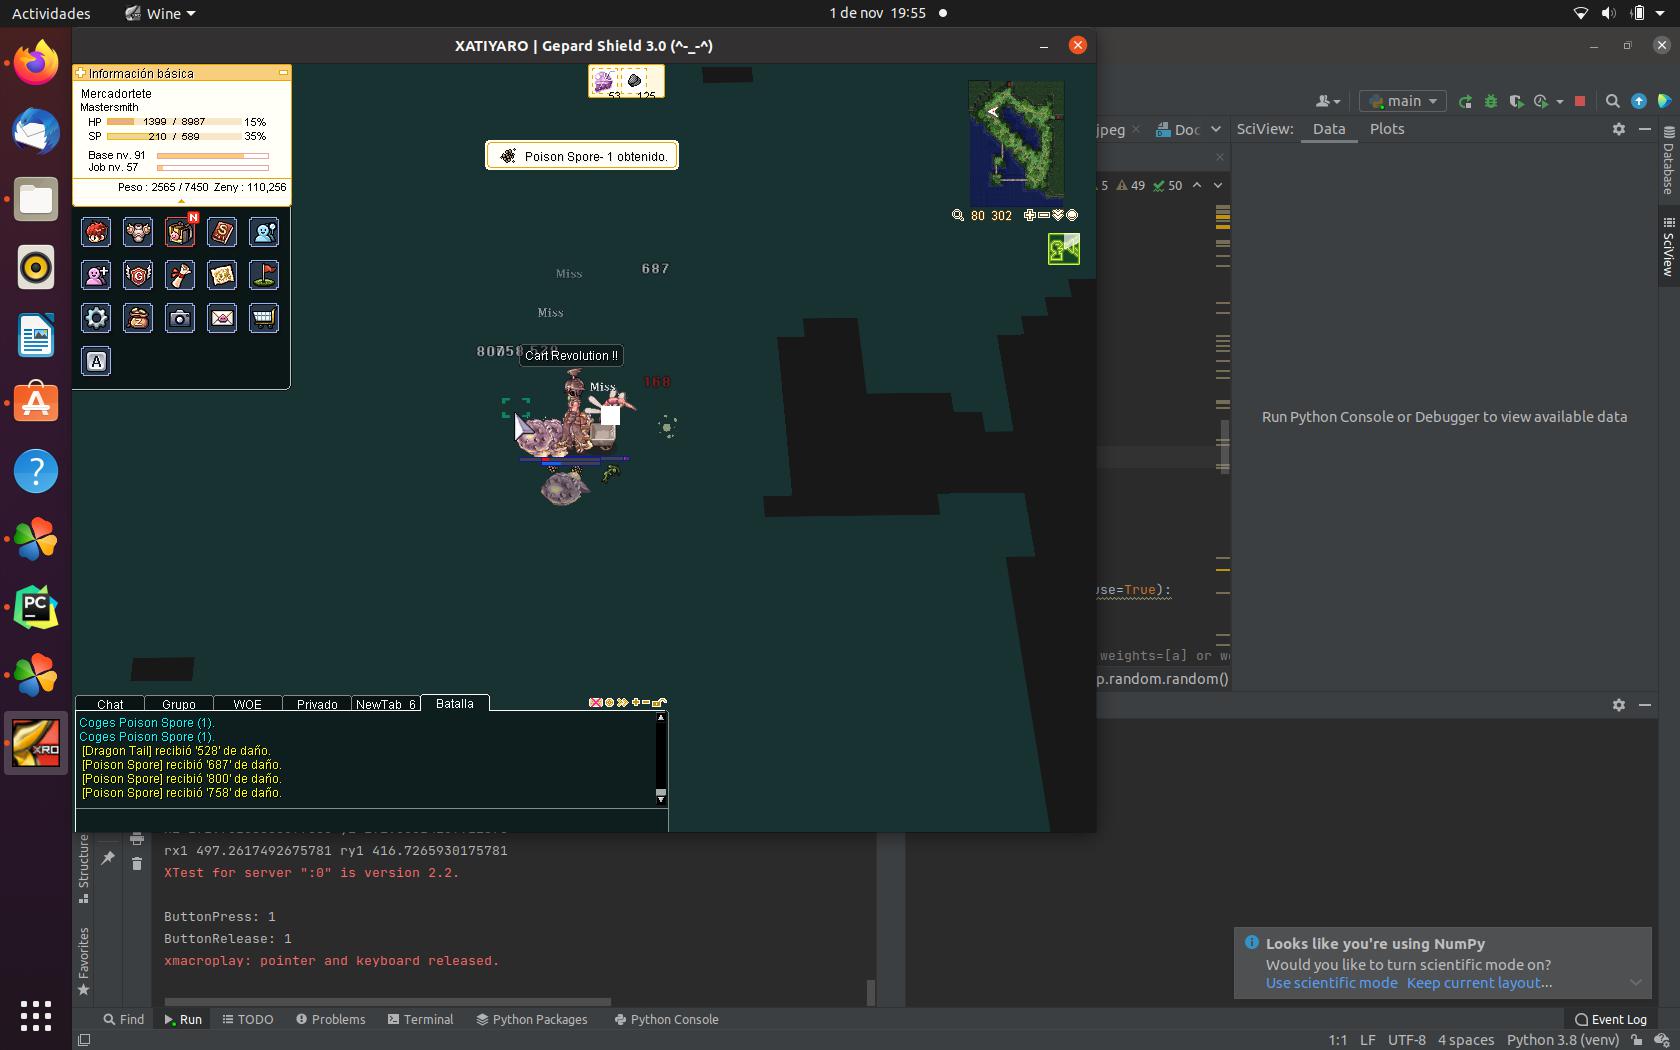 Actividades
Wine
1 de nov 19:55
XATIYARO | Gepard Shield 3.0 (^-_-^)
Información básica
Mercadortete
Mastersmith
HP 1399 / 8987 15%
SP 210 / 589 35%
Base nv. 91
Job nv. 57
Peso : 2565 / 7450 Zeny : 110,256
N
A
53 125
Poison Spore- 1 obtenido.
80 302
Miss 687
Miss
Cart Revolution !!
Miss 168
Chat Grupo WOE Privado NewTab_6 Batalla
Coges Poison Spore (1).
Coges Poison Spore (1).
[Dragon Tail] recibió '528' de daño.
[Poison Spore] recibió '687' de daño.
[Poison Spore] recibió '800' de daño.
[Poison Spore] recibió '758' de daño.
PC
XRO
main
jpeg
Doc
SciView: Data Plots
5 49 50
Database
SciView
Run Python Console or Debugger to view available data
use=True):
weights=[a] or we
p.random.random()
rx1 497.2617492675781 ry1 416.7265930175781
XTest for server ":0" is version 2.2.
ButtonPress: 1
ButtonRelease: 1
xmacroplay: pointer and keyboard released.
Structure
Favorites
Looks like you're using NumPy
Would you like to turn scientific mode on?
Use scientific mode Keep current layout...
Find Run TODO Problems Terminal Python Packages Python Console
Event Log
1:1 LF UTF-8 4 spaces Python 3.8 (venv)